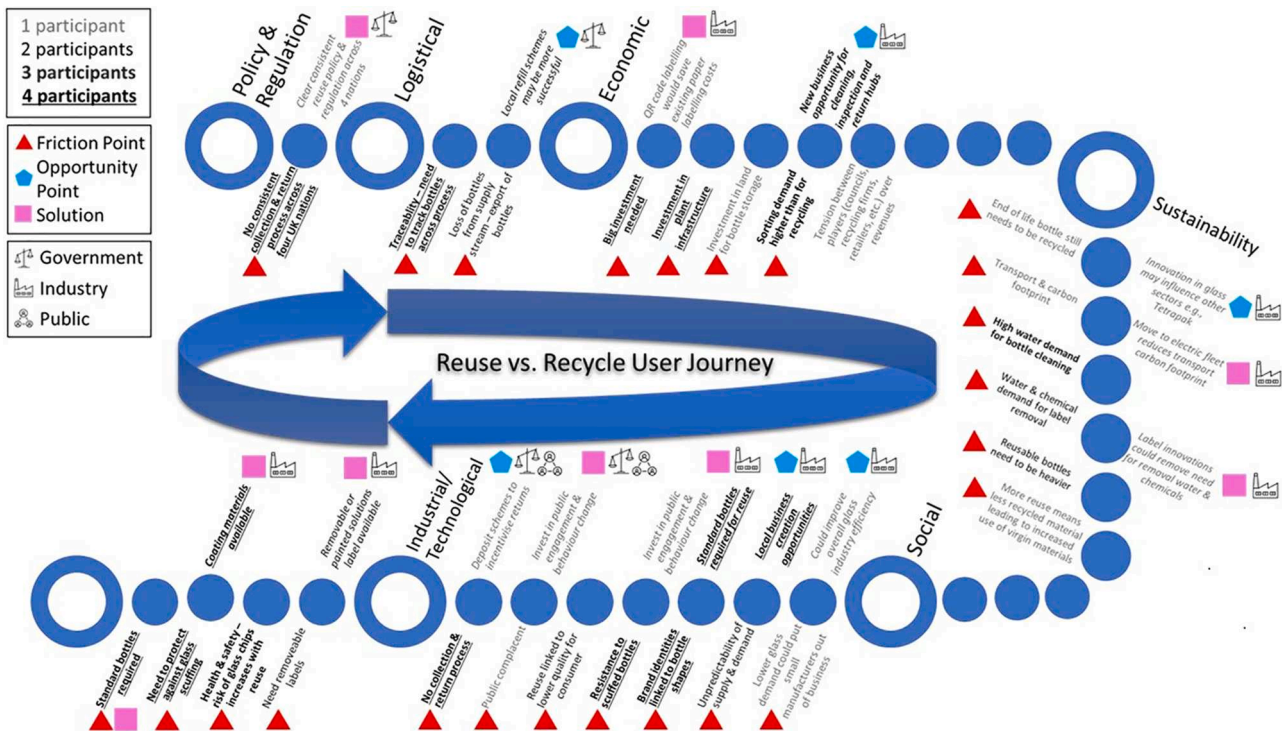 1 participant
2 participants
3 participants
4 participants
Friction Point
Opportunity
Point
Solution
Government
Industry
Public
Policy &
Regulation
Clear consistent
reuse policy &
regulation across
4 nations
No consistent
collection & return
process across
four UK nations
Logistical
Local refill schemes
may be more
successful
Traceablity – need
to track bottles
across process
Loss of bottles
from supply
stream – export of
bottles
Economic
QR code labelling
would save
existing paper
labelling costs
New business
opportunity for
cleaning,
inspection and
return hubs
Big investment
needed
Investment in
plant
infrastructure
Investment in land
for bottle storage
Sorting demand
higher than for
recycling
Tension between
players (councils,
recycling firms,
retailers, etc.) over
revenues
Sustainability
End of life bottle still
needs to be recycled
Transport & carbon
footprint
High water demand
for bottle cleaning
Water & chemical
demand for label
removal
Reusable bottles
need to be heavier
More reuse means
less recycled material
leading to increased
use of virgin materials
Innovation in glass
may influence other
sectors e.g.,
Tetrapak
Move to electric fleet
reduces transport
carbon footprint
Label innovations
could remove need
for removal water &
chemicals
Reuse vs. Recycle User Journey
Coating materials
available
Removable or
painted solutions
label available
Industrial/
Technological
Deposit schemes to
incentivise returns
Invest in public
engagement &
behaviour change
Invest in public
engagement &
behaviour change
Standard bottles
required for reuse
Local business
creation
opportunities
Could improve
overall glass
industry efficiency
Social
Standard bottles
required
Need to protect
against glass
scuffing
Health & safety –
risk of glass chips
increases with
reuse
Need removeable
labels
No collection &
return process
Public complacent
Reuse linked to
lower quality for
consumer
Resistance to
scuffed bottles
Brand identities
linked to bottle
shapes
Unpredictability of
supply & demand
Lower glass
demand could put
small
manufacturers out
of business